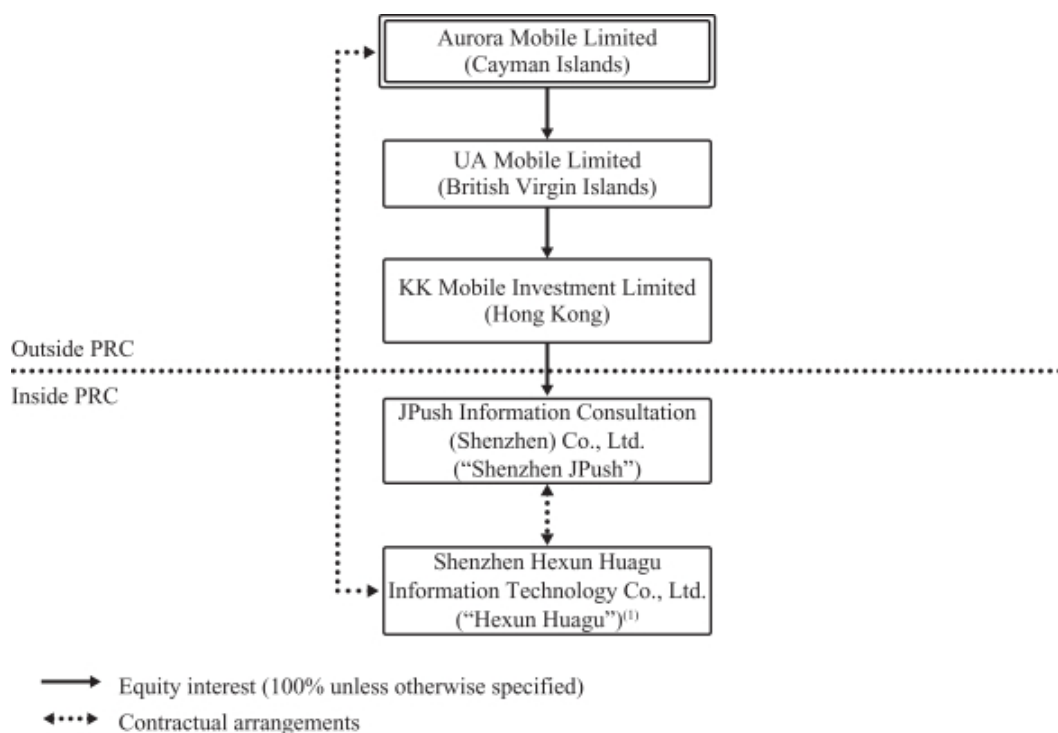 Aurora Mobile Limited
(Cayman Islands)
UA Mobile Limited
(British Virgin Islands)
KK Mobile Investment Limited
(Hong Kong)
Outside PRC
Inside PRC
JPush Information Consultation
(Shenzhen) Co., Ltd.
(“Shenzhen JPush”)
Shenzhen Hexun Huagu
Information Technology Co., Ltd.
(“Hexun Huagu”)(1)
Equity interest (100% unless otherwise specified)
Contractual arrangements